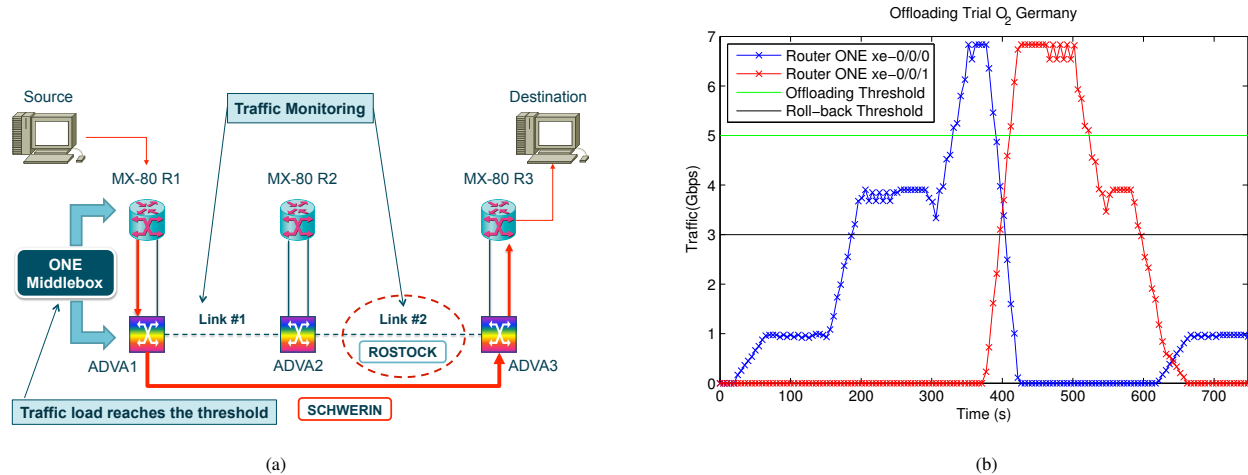 Source
Traffic Monitoring
Destination
MX-80 R1
MX-80 R2
MX-80 R3
ONE
Middlebox
Link #1
Link #2
ROSTOCK
ADVA1
ADVA2
ADVA3
Traffic load reaches the threshold
SCHWERIN
(a)
Offloading Trial O2 Germany
Router ONE xe-0/0/0
Router ONE xe-0/0/1
Offloading Threshold
Roll-back Threshold
Traffic(Gbps)
7
6
5
4
3
2
1
0
0 100 200 300 400 500 600 700
Time (s)
(b)